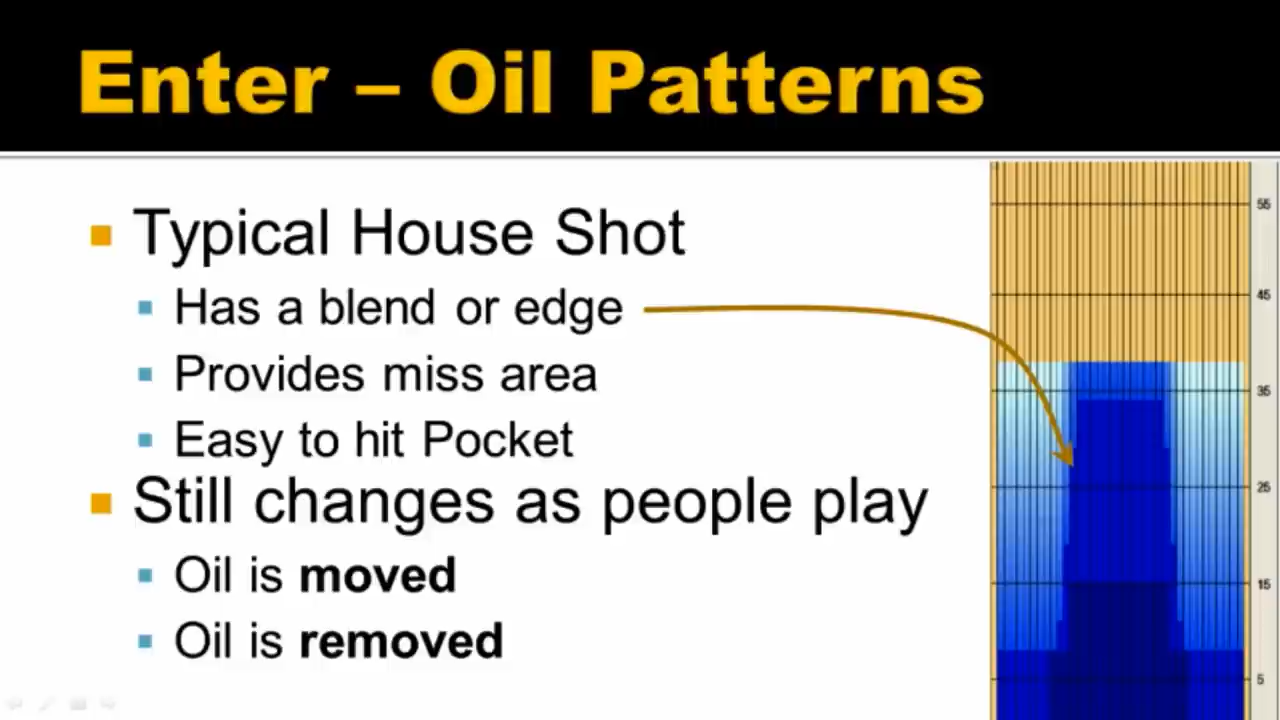 Enter – Oil Patterns
Typical House Shot
Has a blend or edge
Provides miss area
Easy to hit Pocket
Still changes as people play
Oil is moved
Oil is removed
55
45
35
25
15
5